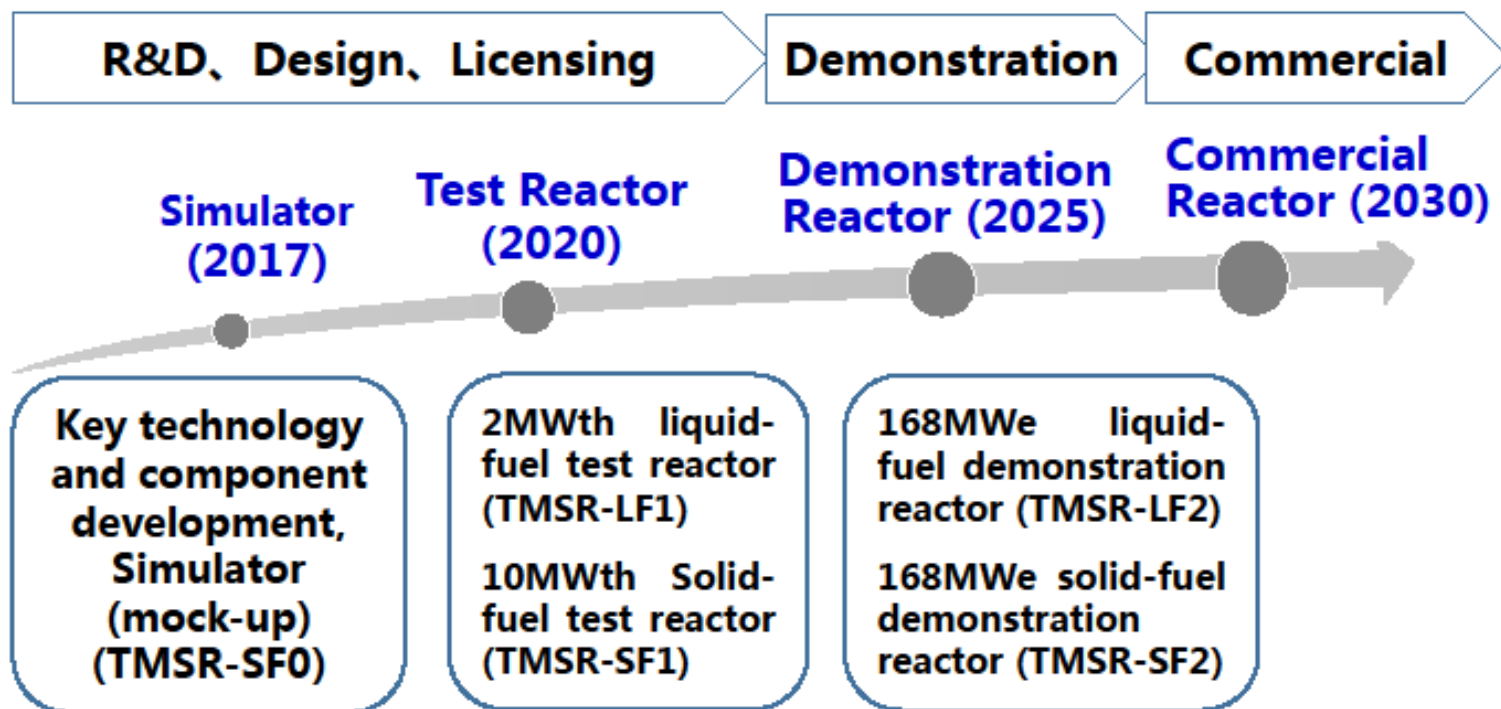 R&D、Design、Licensing
Demonstration
Commercial
Simulator
(2017)
Test Reactor
(2020)
Demonstration
Reactor (2025)
Commercial
Reactor (2030)
Key technology
and component
development,
Simulator
(mock-up)
(TMSR-SF0)
2MWth liquid-
fuel test reactor
(TMSR-LF1)
10MWth Solid-
fuel test reactor
(TMSR-SF1)
168MWe liquid-
fuel demonstration
reactor (TMSR-LF2)
168MWe solid-fuel
demonstration
reactor (TMSR-SF2)